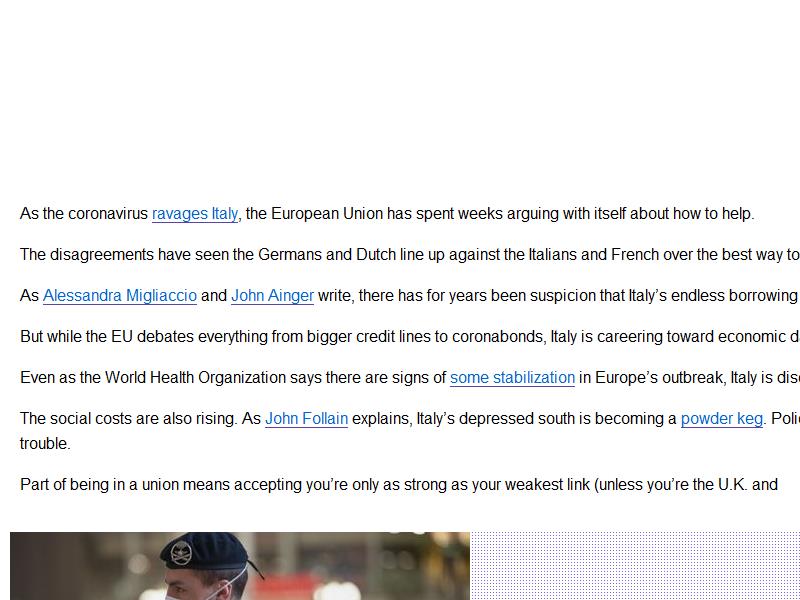 As the coronavirus ravages Italy, the European Union has spent weeks arguing with itself about how to help.
The disagreements have seen the Germans and Dutch line up against the Italians and French over the best way to
As Alessandra Migliaccio and John Ainger write, there has for years been suspicion that Italy’s endless borrowing
But while the EU debates everything from bigger credit lines to coronabonds, Italy is careering toward economic
Even as the World Health Organization says there are signs of some stabilization in Europe’s outbreak, Italy is
The social costs are also rising. As John Follain explains, Italy’s depressed south is becoming a powder keg.
trouble.
Part of being in a union means accepting you’re only as strong as your weakest link (unless you’re the U.K. and